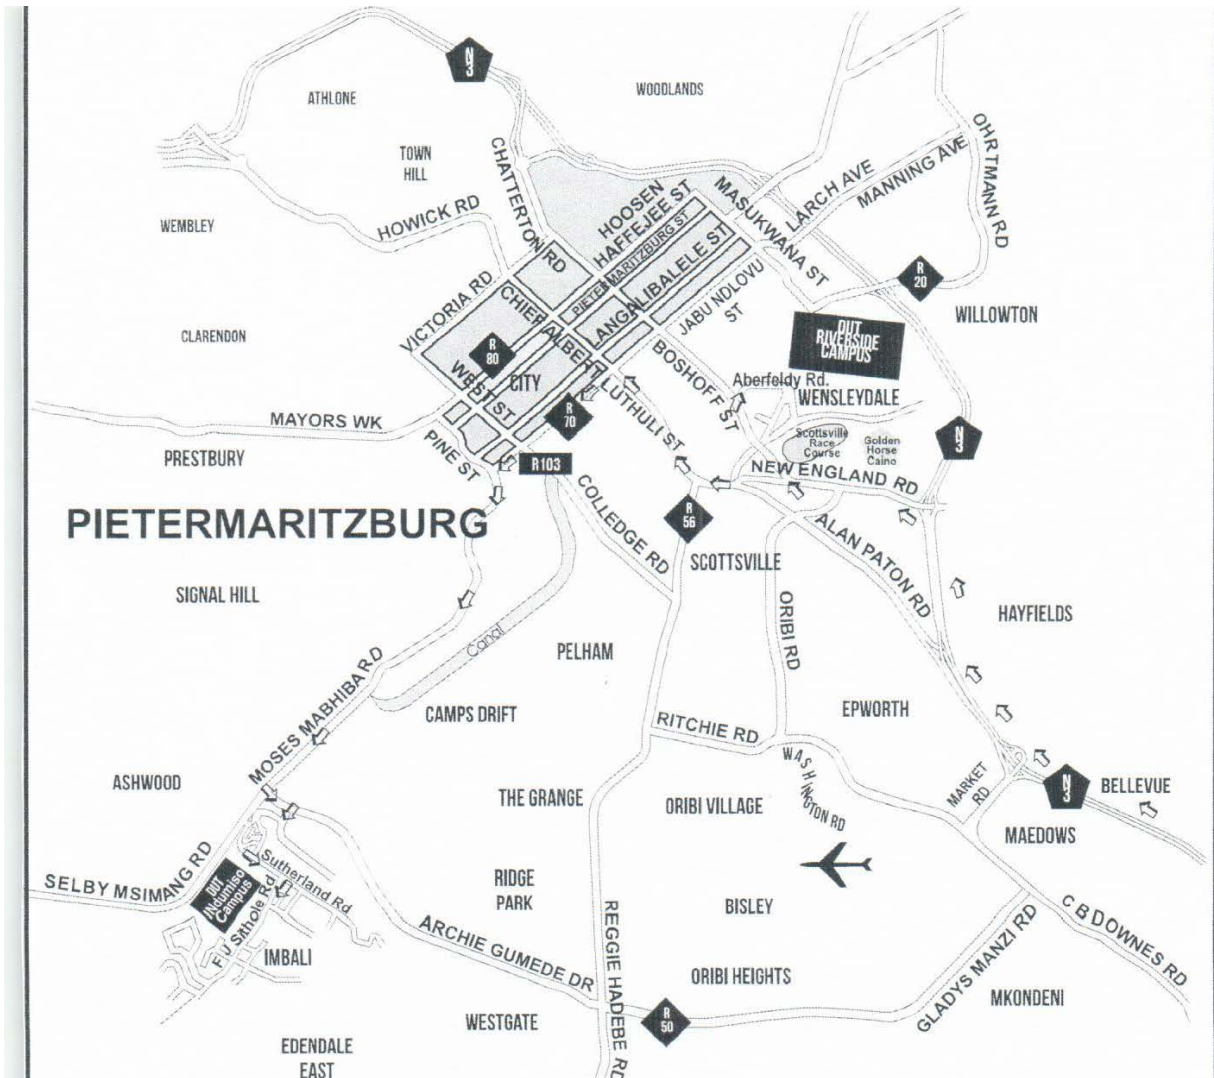 N
3
WOODLANDS
ATHLONE
TOWN
HILL
CHATTERTON RD
OHRTMANN RD
LARCH AVE
MANNING AVE
HOOSEN
HAFFEJEE ST
MASUKWANA ST
WEMBLEY
HOWICK RD
PIETERMARITZBURG ST
LANGALIBALELE ST
R
20
VICTORIA RD
CHIEF ALBERT LUTHULI ST
JABU NDLOVU
ST
WILLOWTON
CLARENDON
R
80
DUT
RIVERSIDE
CAMPUS
BOSHOFF ST
CITY
WEST ST
Aberfeldy Rd.
WENSLEYDALE
MAYORS WK
R
70
PINE ST
PRESTBURY
R103
Scottsville
Race
Course
Golden
Horse
Caino
N
3
NEW ENGLAND RD
COLLEDGE RD
PIETERMARITZBURG
R
56
ALAN PATON RD
SCOTTSVILLE
SIGNAL HILL
ORIBI RD
HAYFIELDS
Canal
PELHAM
MOSES MABHIBA RD
CAMPS DRIFT
EPWORTH
RITCHIE RD
WASHINGTON RD
ASHWOOD
THE GRANGE
ORIBI VILLAGE
MARKET
RD
N
3
BELLEVUE
MAEDOWS
SELBY MSIMANG RD
Sutherland Rd
DUT
INdumiso
Campus
F J Sithole Rd
RIDGE
PARK
BISLEY
REGGIE HADEBE RD
C B DOWNES RD
ARCHIE GUMEDE DR
IMBALI
ORIBI HEIGHTS
GLADYS MANZI RD
MKONDENI
WESTGATE
R
50
EDENDALE
EAST